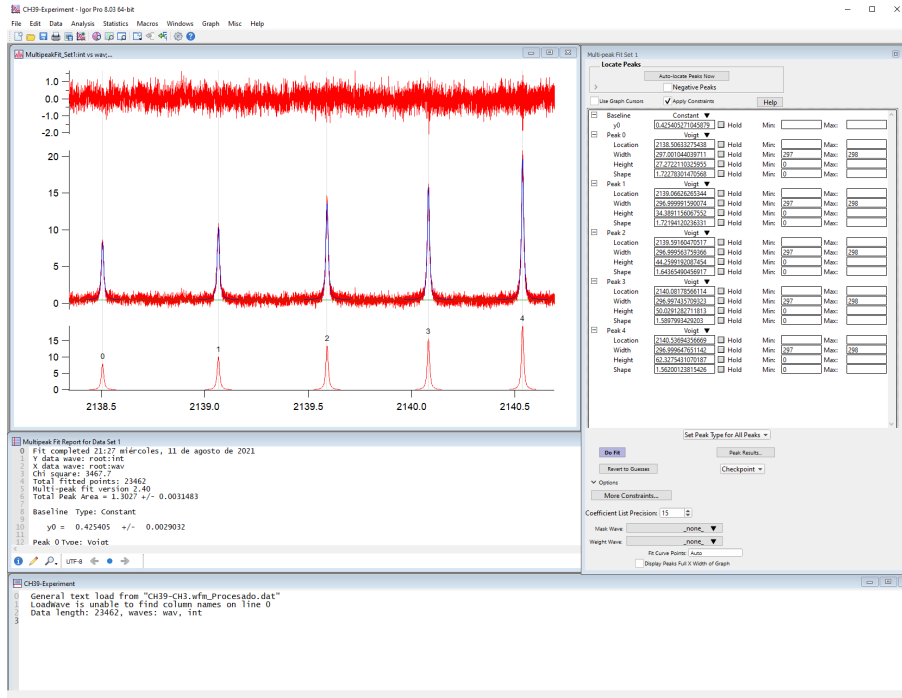 CH39-Experiment - Igor Pro 8.03 64-bit
File Edit Data Analysis Statistics Macros Windows Graph Misc Help
MultipeakFit_Set1:int vs wav;...
1.0
0.0
-1.0
-2.0
20
15
10
5
0
15
10
5
0
0 1 2 3 4
2138.5 2139.0 2139.5 2140.0 2140.5
Multipeak Fit Report for Data Set 1
0 Fit completed 21:27 miércoles, 11 de agosto de 2021
1 Y data wave: root:int
2 X data wave: root:wav
3 Chi square: 3467.7
4 Total fitted points: 23462
5 Multi-peak fit version 2.40
6 Total Peak Area = 1.3027 +/- 0.0031483
7
8 Baseline Type: Constant
9
10 y0 = 0.425405 +/- 0.0029032
11
12 Peak 0 Type: Voigt
UTF-8
CH39-Experiment
0 General text load from "CH39-CH3.wfm_Procesado.dat"
1 LoadWave is unable to find column names on line 0
2 Data length: 23462, waves: wav, int
3
Multi-peak Fit Set 1
Locate Peaks
Auto-locate Peaks Now
Negative Peaks
Use Graph Cursors Apply Constraints Help
Baseline Constant
y0 0.425405271045879 Hold Min: Max:
Peak 0 Voigt
Location 2138.50633275438 Hold Min: Max:
Width 297.001044039711 Hold Min: 297 Max: 298
Height 27.2722110325955 Hold Min: 0 Max:
Shape 1.72278301470568 Hold Min: 0 Max:
Peak 1 Voigt
Location 2139.06626265344 Hold Min: Max:
Width 296.999991590074 Hold Min: 297 Max: 298
Height 34.3891156067552 Hold Min: 0 Max:
Shape 1.72194120236331 Hold Min: 0 Max:
Peak 2 Voigt
Location 2139.59160470517 Hold Min: Max:
Width 296.999563759366 Hold Min: 297 Max: 298
Height 44.2599192087454 Hold Min: 0 Max:
Shape 1.64365490456917 Hold Min: 0 Max:
Peak 3 Voigt
Location 2140.08178566114 Hold Min: Max:
Width 296.997435709323 Hold Min: 297 Max: 298
Height 50.0291282711813 Hold Min: 0 Max:
Shape 1.5897993429203 Hold Min: 0 Max:
Peak 4 Voigt
Location 2140.53694356669 Hold Min: Max:
Width 296.999647651142 Hold Min: 297 Max: 298
Height 62.3275431070187 Hold Min: 0 Max:
Shape 1.56200123815426 Hold Min: 0 Max:
Set Peak Type for All Peaks
Do Fit Peak Results...
Revert to Guesses Checkpoint
Options
More Constraints...
Coefficient List Precision: 15
Mask Wave: _none_
Weight Wave: _none_
Fit Curve Points: Auto
Display Peaks Full X Width of Graph